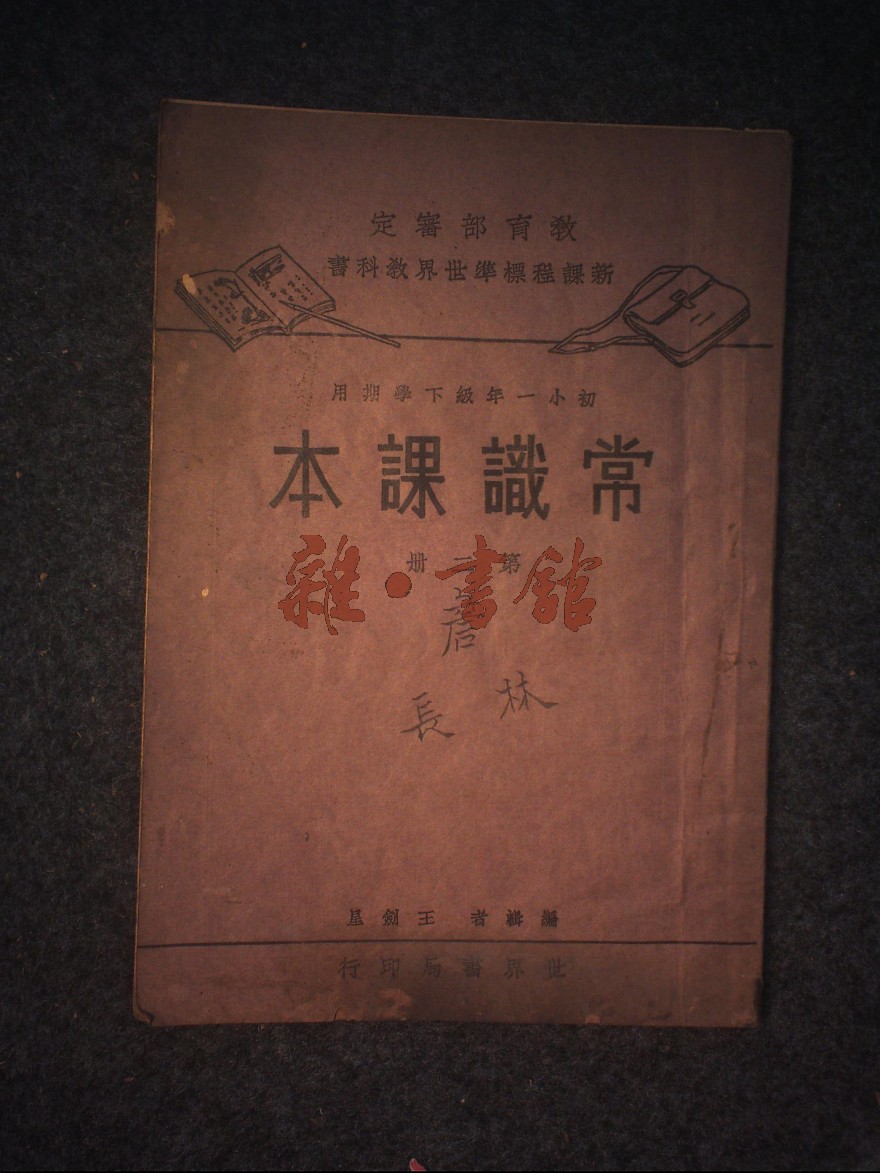 教育部審定
新課程標準世界教科書
初小一年級下學期用
常識課本
第二冊
雜·書館
林
長
編輯者 王劍星
世界書局印行